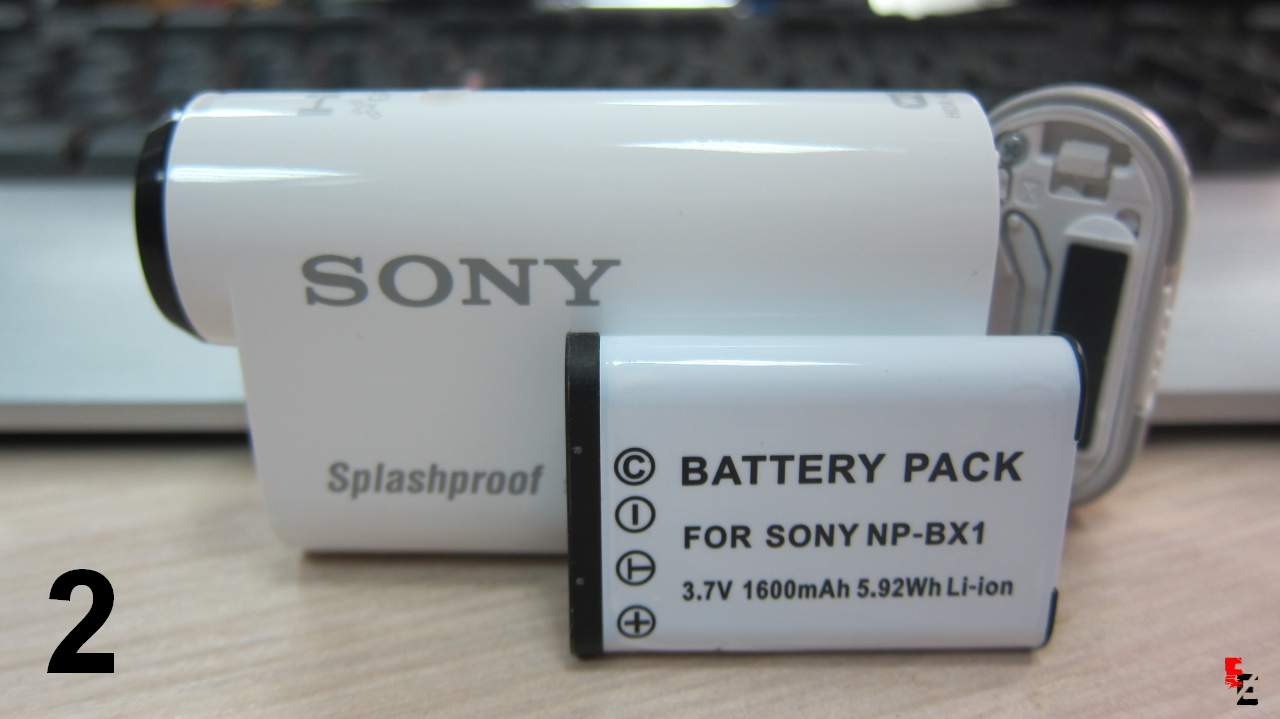 SONY
Splashproof
BATTERY PACK
FOR SONY NP-BX1
3.7V 1600mAh 5.92Wh Li-ion
2